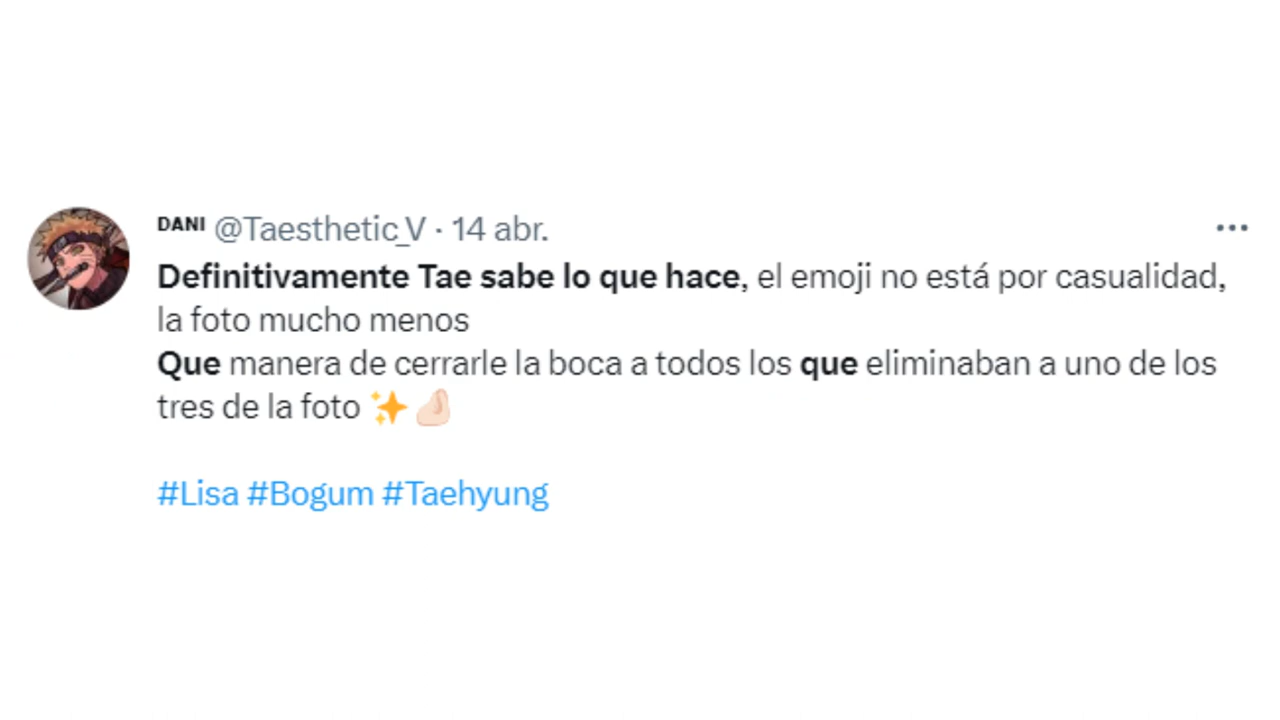 DANI @Taesthetic_V · 14 abr.
Definitivamente Tae sabe lo que hace, el emoji no está por casualidad,
la foto mucho menos
Que manera de cerrarle la boca a todos los que eliminaban a uno de los
tres de la foto ✨🤌🏻
#Lisa #Bogum #Taehyung